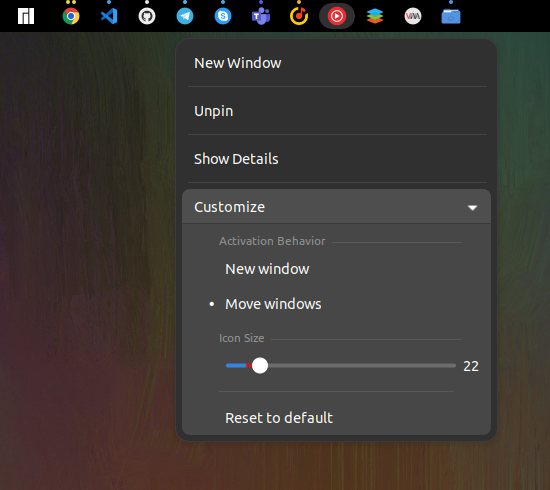 New Window
Unpin
Show Details
Customize
Activation Behavior
New window
• Move windows
Icon Size
22
Reset to default